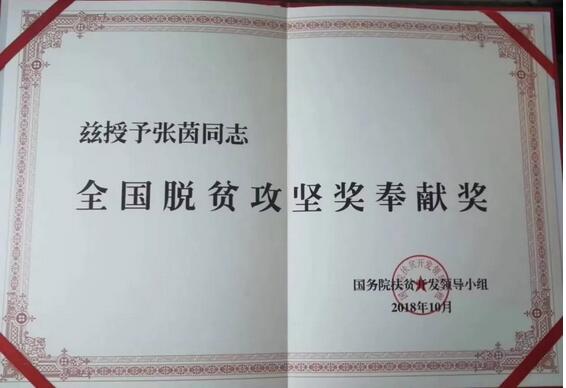 兹授予张茵同志
全国脱贫攻坚奖奉献奖
国务院扶贫开发领导小组
2018年10月